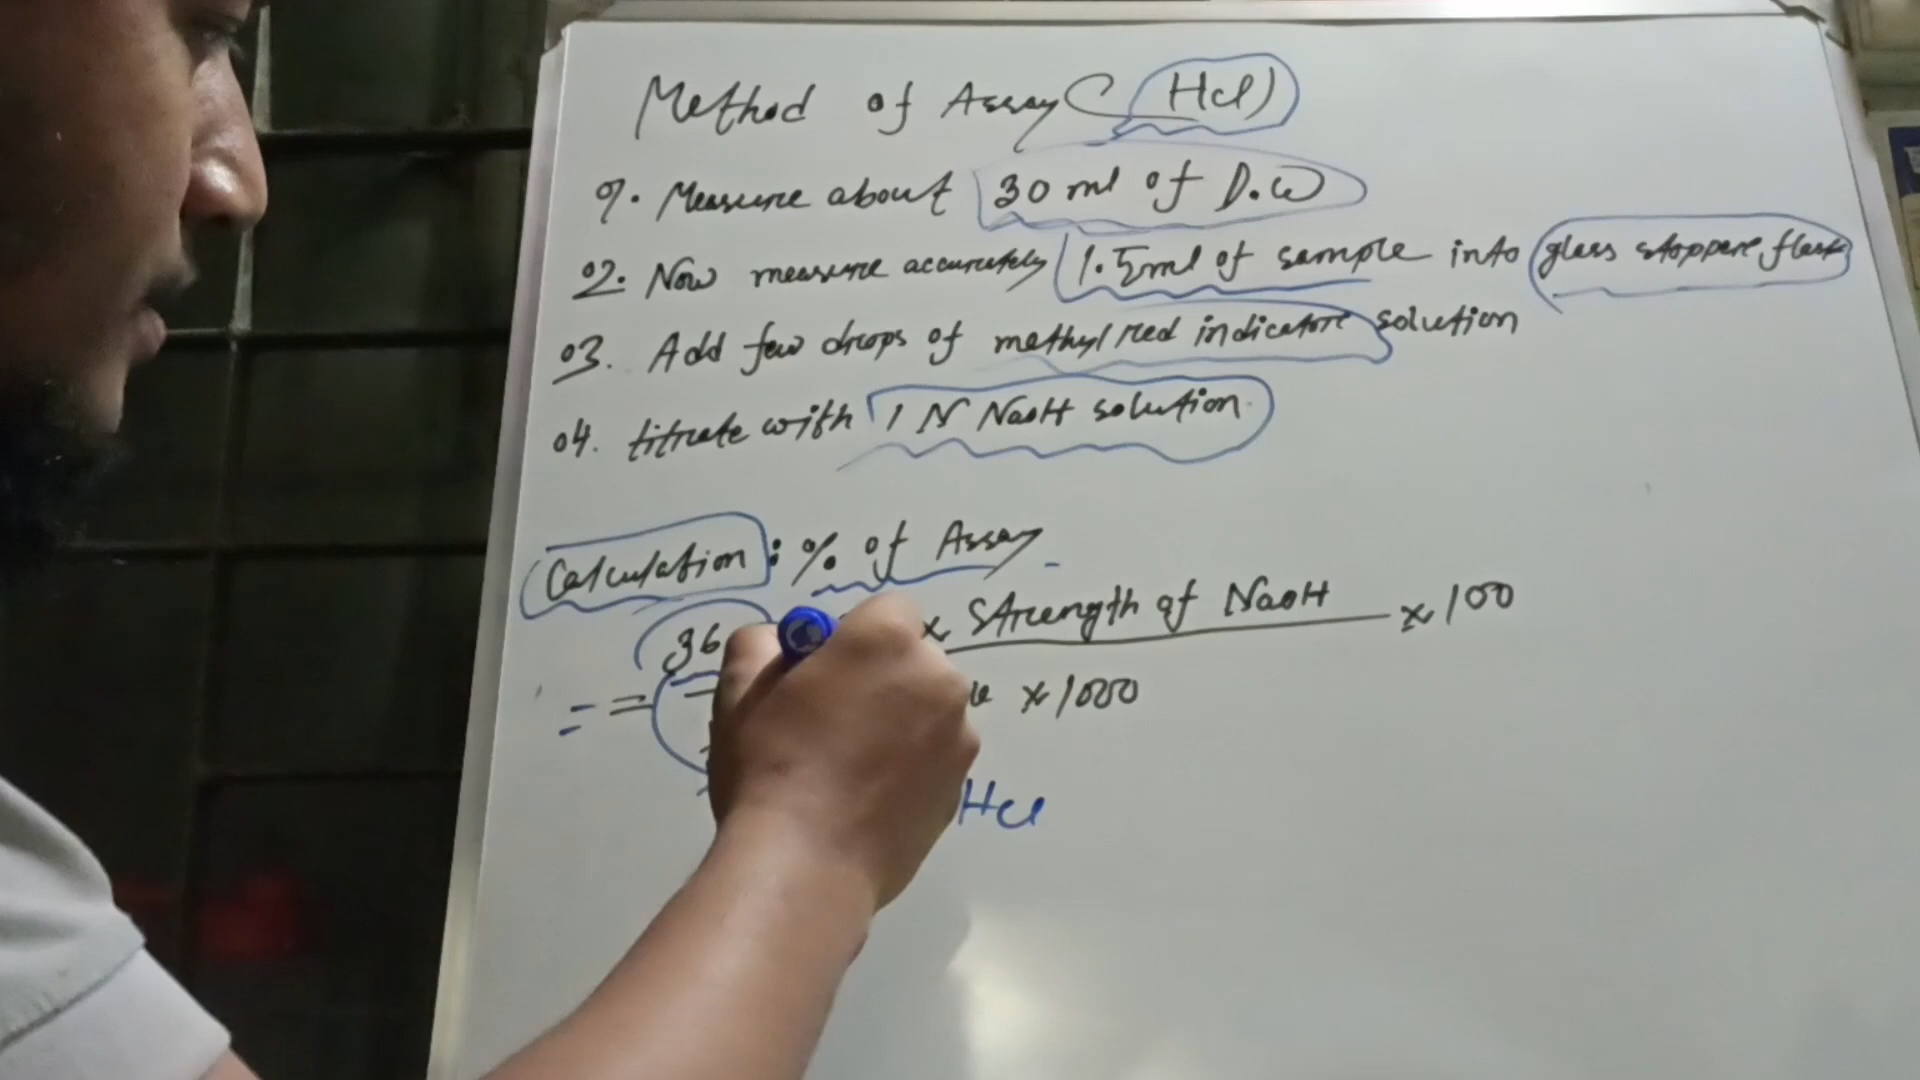 Method of Assay (HCl)
01. Measure about 30 ml of D.W
02. Now measure accurately 1.5ml of sample into glass stoppere flask
03. Add few drops of methyl red indicatore solution
04. titrate with 1 N NaoH solution.
Calculation : % of Assay
36 x Strength of NaoH x 100
= =
x 1000
HCl